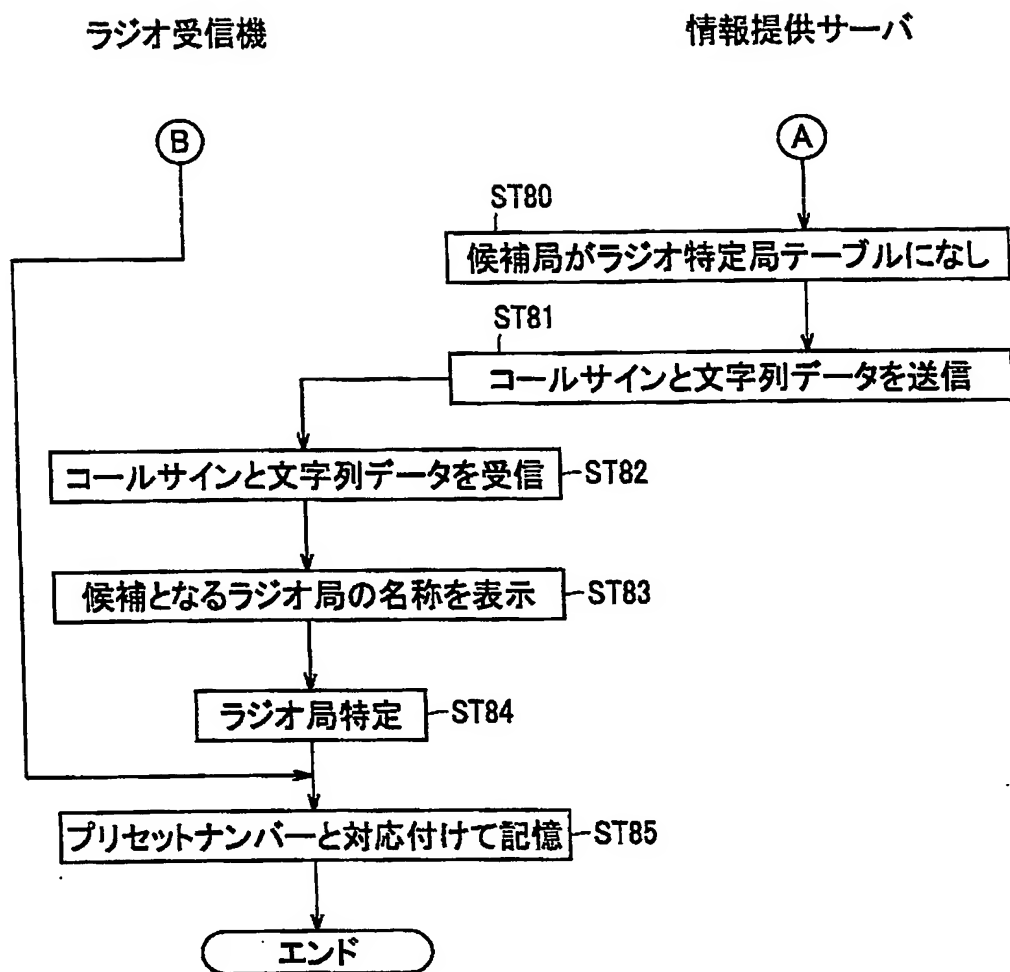 ラジオ受信機
情報提供サーバ
B
A
ST80
候補局がラジオ特定局テーブルになし
ST81
コールサインと文字列データを送信
コールサインと文字列データを受信
ST82
候補となるラジオ局の名称を表示
ST83
ラジオ局特定
ST84
プリセットナンバーと対応付けて記憶
ST85
エンド